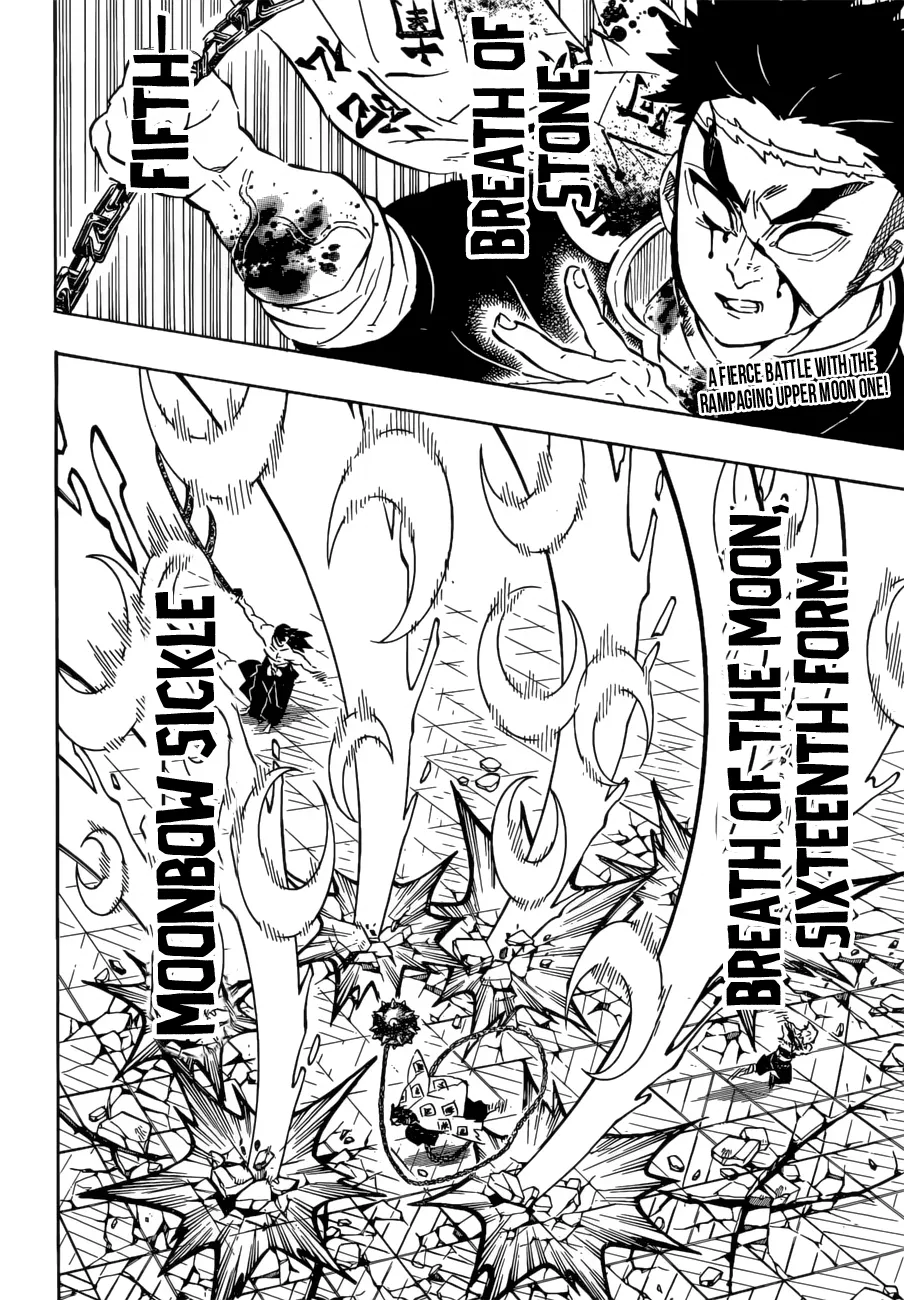 BREATH OF
STONE,
FIFTH—
A FIERCE BATTLE WITH THE
RAMPAGING UPPER MOON ONE!
BREATH OF THE MOON,
SIXTEENTH FORM
MOONBOW SICKLE